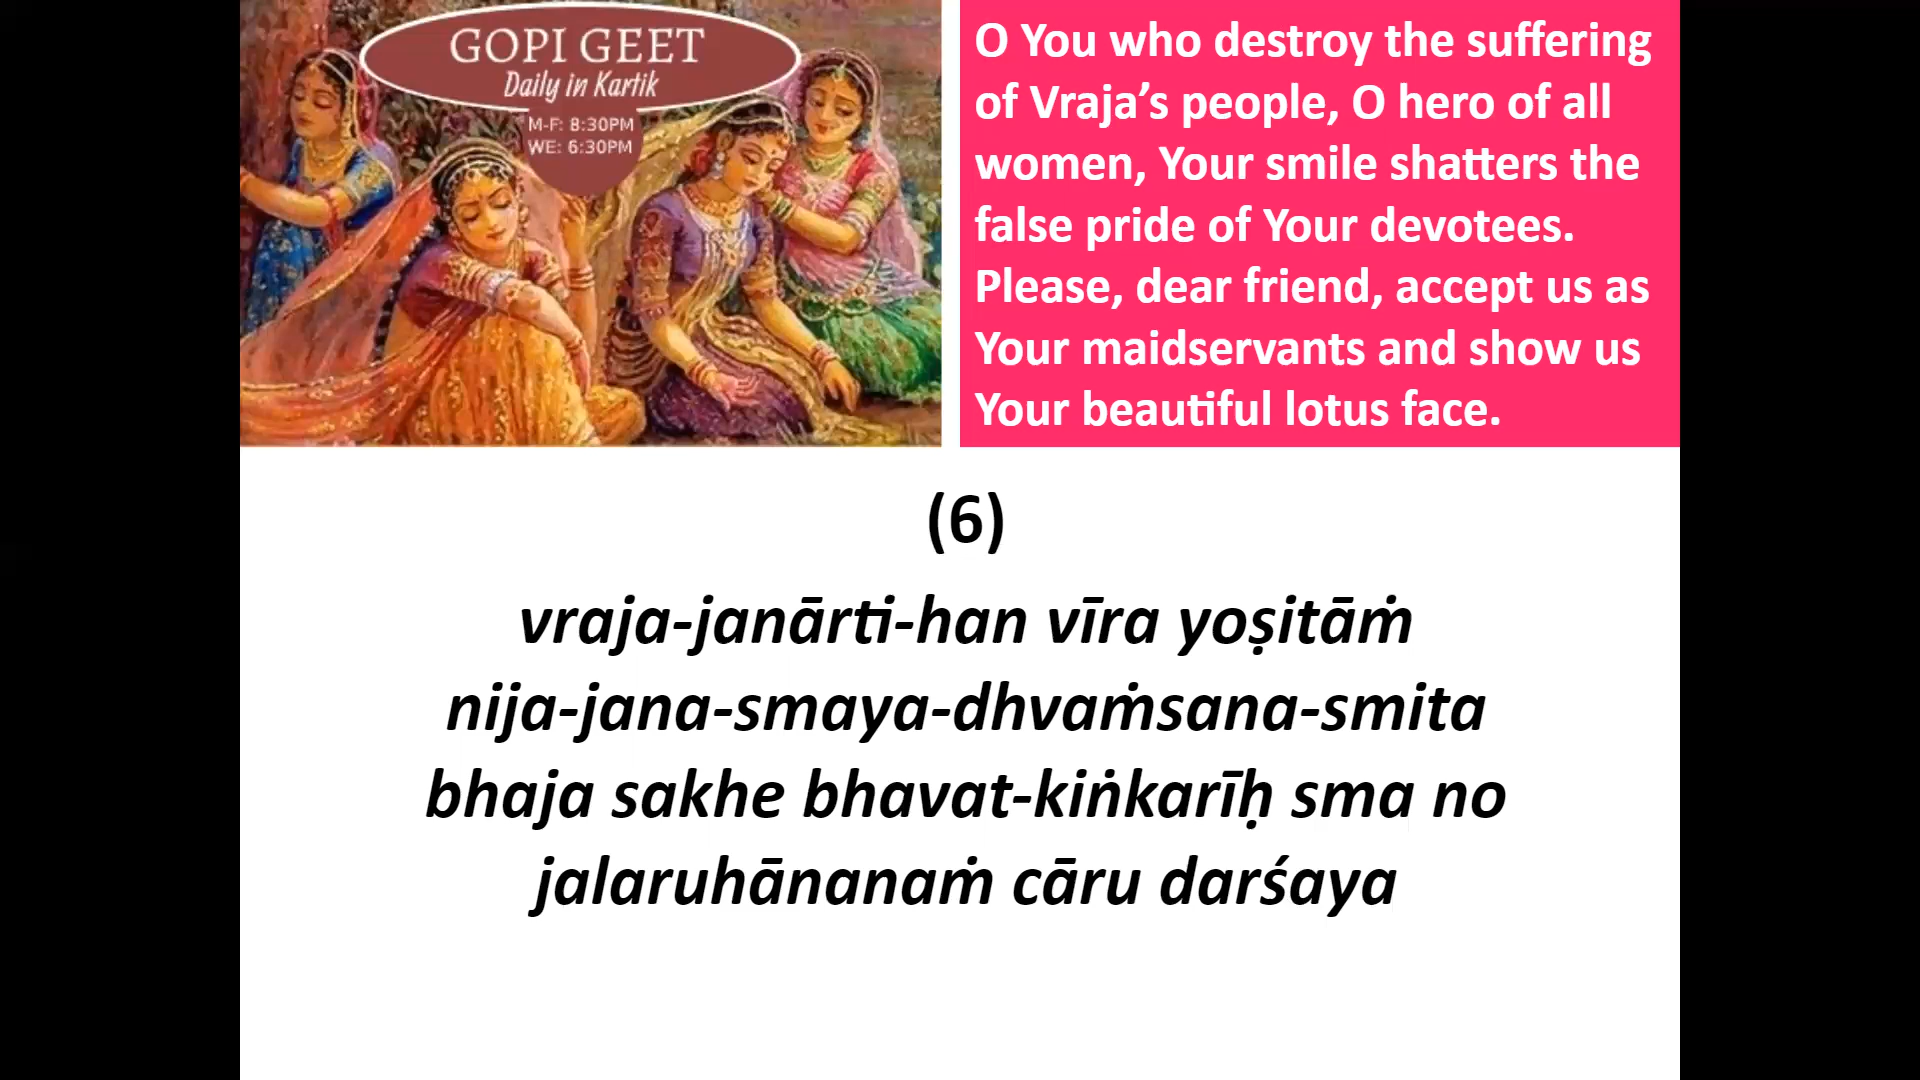 GOPI GEET
Daily in Kartik
M-F: 8:30PM
WE: 6:30PM
O You who destroy the suffering
of Vraja’s people, O hero of all
women, Your smile shatters the
false pride of Your devotees.
Please, dear friend, accept us as
Your maidservants and show us
Your beautiful lotus face.
(6)
vraja-janārti-han vīra yoṣitāṁ
nija-jana-smaya-dhvaṁsana-smita
bhaja sakhe bhavat-kiṅkarīḥ sma no
jalaruhānanaṁ cāru darśaya